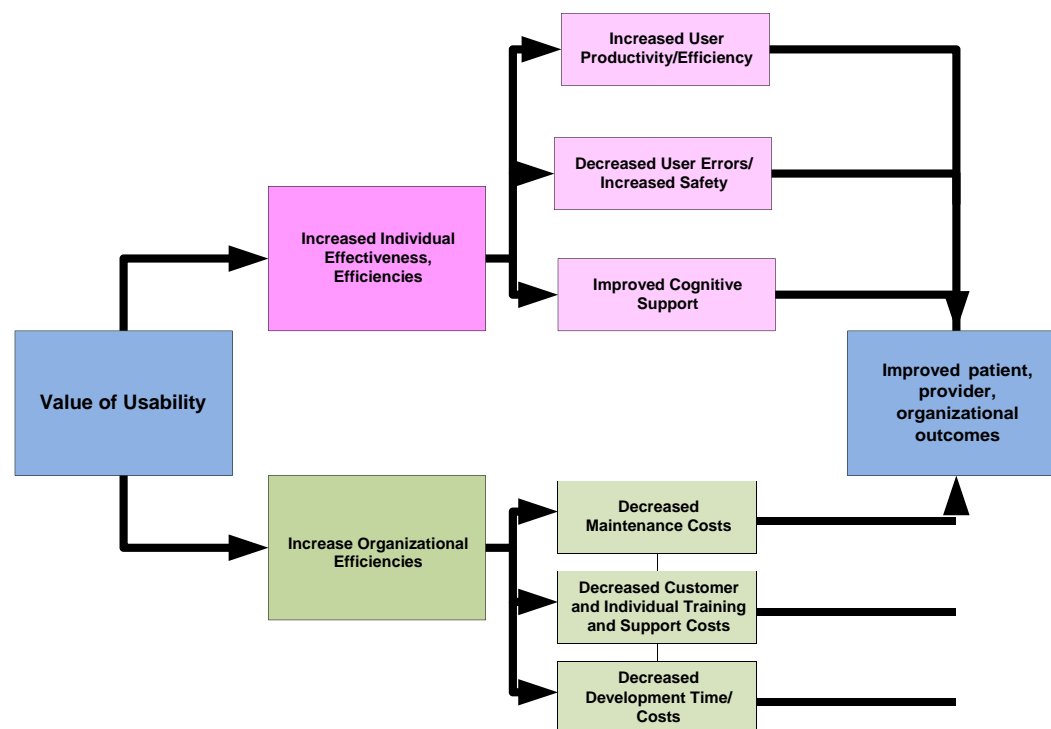 Increased User
Productivity/Efficiency
Decreased User Errors/
Increased Safety
Increased Individual
Effectiveness,
Efficiencies
Improved Cognitive
Support
Value of Usability
Improved patient,
provider,
organizational
outcomes
Increase Organizational
Efficiencies
Decreased
Maintenance Costs
Decreased Customer
and Individual Training
and Support Costs
Decreased
Development Time/
Costs